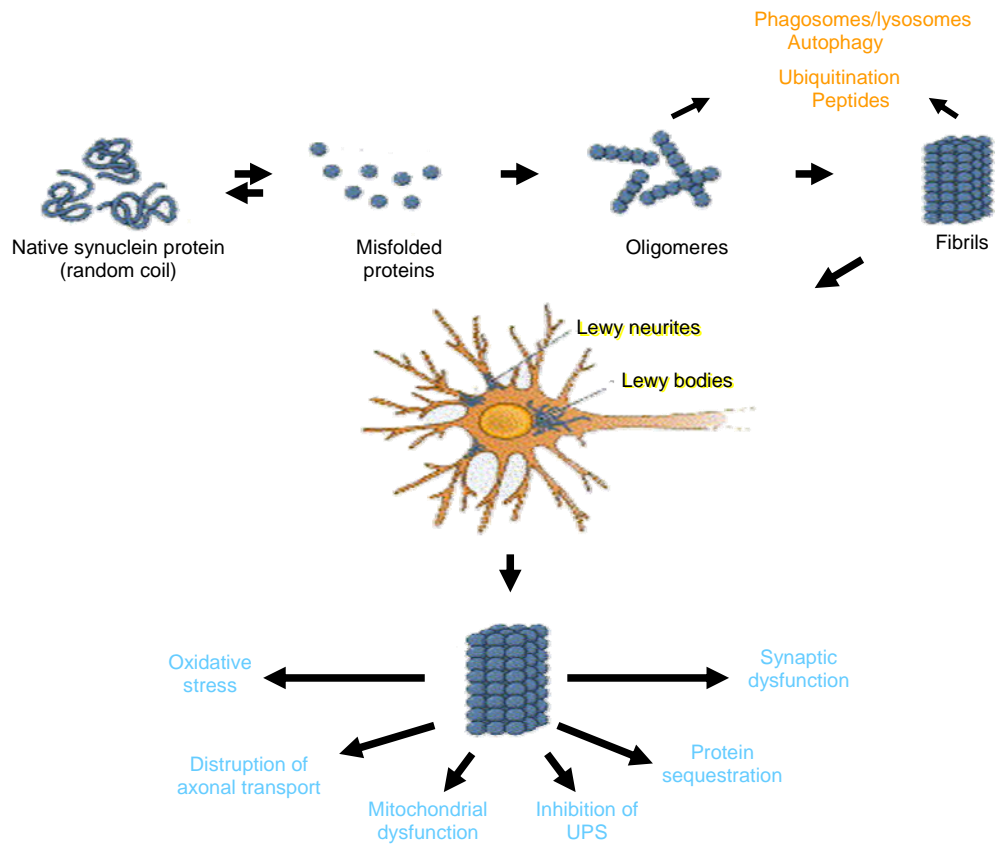 Phagosomes/lysosomes
Autophagy
Ubiquitination
Peptides
Native synuclein protein
(random coil)
Misfolded
proteins
Oligomeres
Fibrils
Lewy neurites
Lewy bodies
Oxidative
stress
Synaptic
dysfunction
Distruption of
axonal transport
Protein
sequestration
Mitochondrial
dysfunction
Inhibition of
UPS